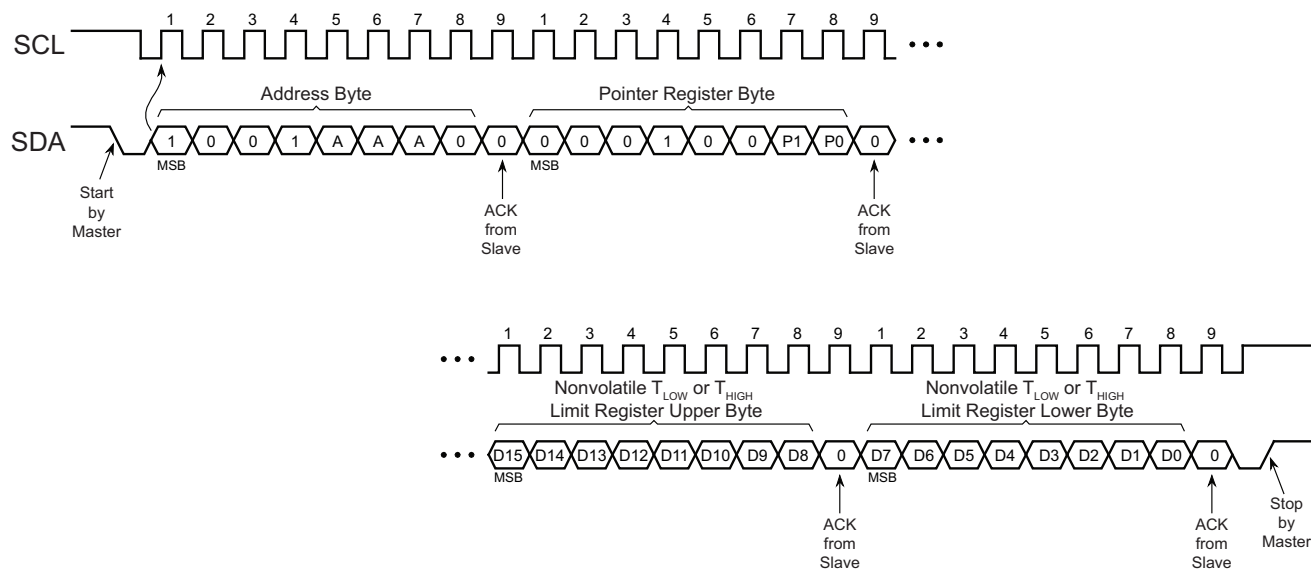 1 2 3 4 5 6 7 8 9 1 2 3 4 5 6 7 8 9
SCL
Address Byte Pointer Register Byte
SDA 1 0 0 1 A A A 0 0 0 0 0 1 0 0 P1 P0 0
MSB MSB
Start
by
Master
ACK
from
Slave
ACK
from
Slave
1 2 3 4 5 6 7 8 9 1 2 3 4 5 6 7 8 9
Nonvolatile TLOW or THIGH Nonvolatile TLOW or THIGH
Limit Register Upper Byte Limit Register Lower Byte
D15 D14 D13 D12 D11 D10 D9 D8 0 D7 D6 D5 D4 D3 D2 D1 D0 0
MSB MSB
ACK
from
Slave
ACK
from
Slave
Stop
by
Master